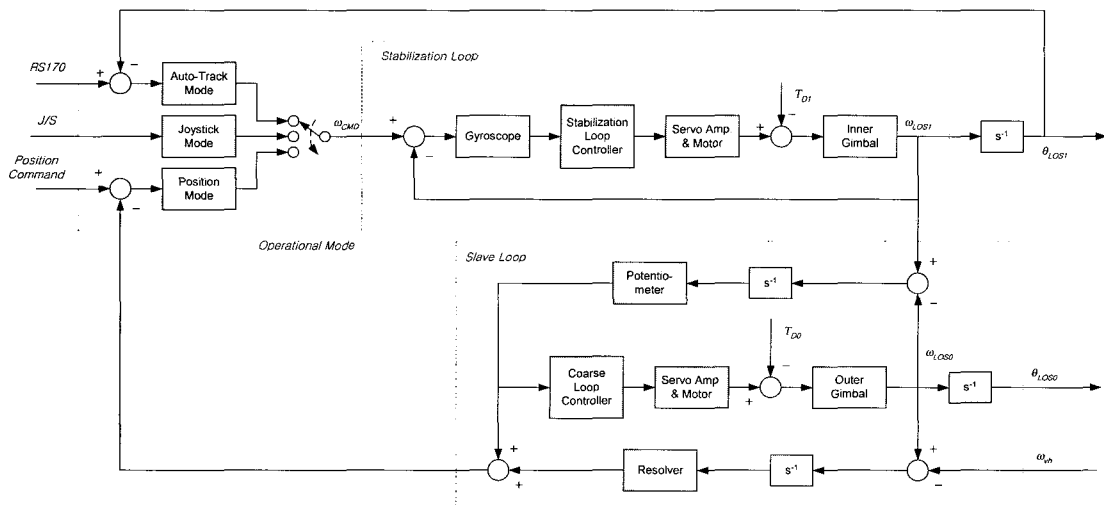 Stabilization Loop
RS170
+
−
Auto-Track
Mode
J/S
Joystick
Mode
Position
Command
+
−
Position
Mode
Operational Mode
ω_CMD
+
−
Gyroscope
Stabilization
Loop
Controller
Servo Amp
& Motor
T_D1
+
−
Inner
Gimbal
ω_LOS1
s⁻¹
θ_LOS1
Slave Loop
Potentio-
meter
s⁻¹
+
−
T_D0
ω_LOS0
Coarse
Loop
Controller
Servo Amp
& Motor
+
−
Outer
Gimbal
s⁻¹
θ_LOS0
+
+
Resolver
s⁻¹
+
−
ω_vh